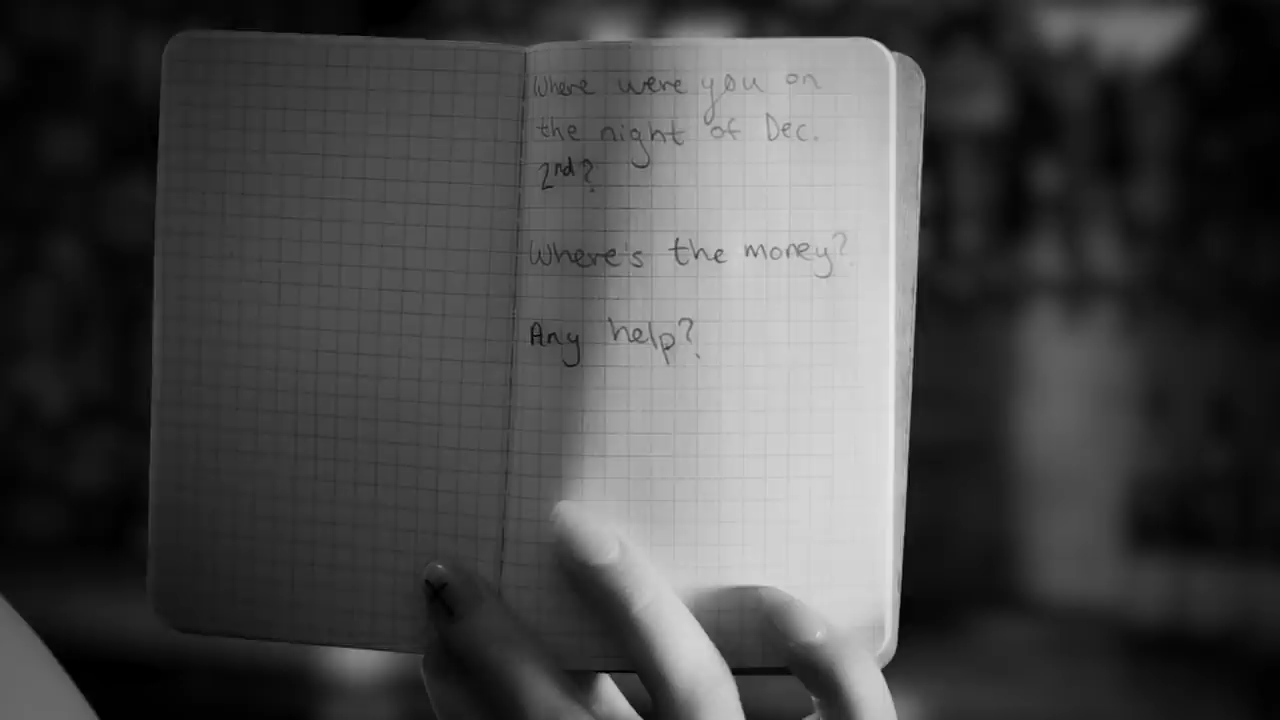 Where were you on
the night of Dec.
2nd?
Where's the money?
Any help?